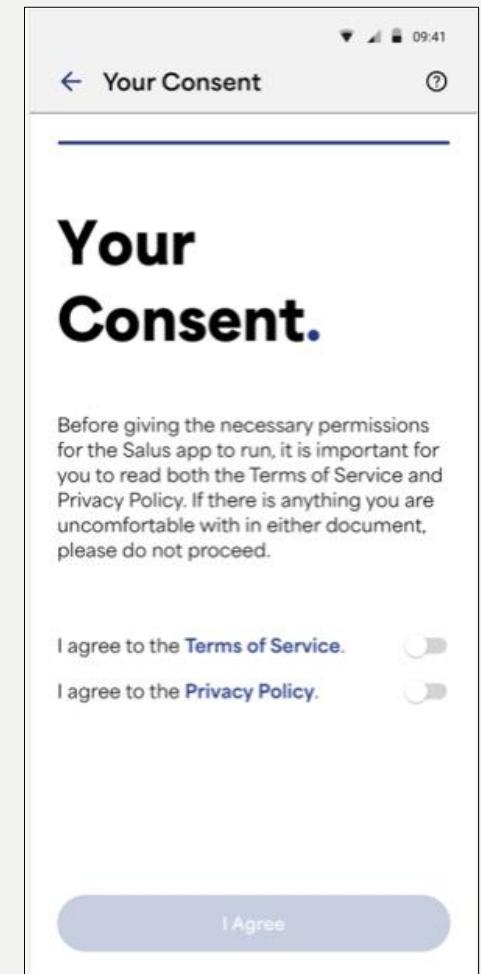 09:41
Your Consent
Your
Consent.
Before giving the necessary permissions
for the Salus app to run, it is important for
you to read both the Terms of Service and
Privacy Policy. If there is anything you are
uncomfortable with in either document,
please do not proceed.
I agree to the Terms of Service.
I agree to the Privacy Policy.
I Agree